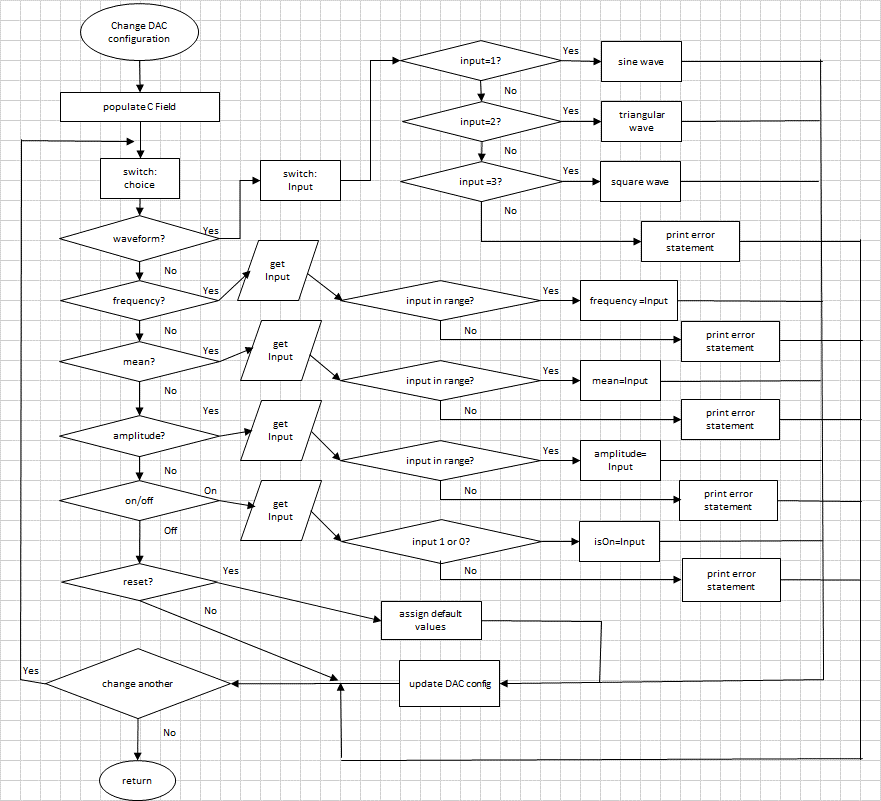 Change DAC
configuration
populate C Field
switch:
choice
switch:
Input
input=1?
Yes
sine wave
No
input=2?
Yes
triangular
wave
No
input =3?
Yes
square wave
No
print error
statement
waveform?
Yes
No
get
Input
frequency?
Yes
No
input in range?
Yes
frequency =Input
No
print error
statement
mean?
Yes
No
get
Input
input in range?
Yes
mean=Input
No
print error
statement
amplitude?
Yes
No
get
Input
input in range?
Yes
amplitude=
Input
No
print error
statement
on/off
On
Off
get
Input
input 1 or 0?
isOn=Input
No
print error
statement
reset?
Yes
No
assign default
values
update DAC config
change another
Yes
No
return